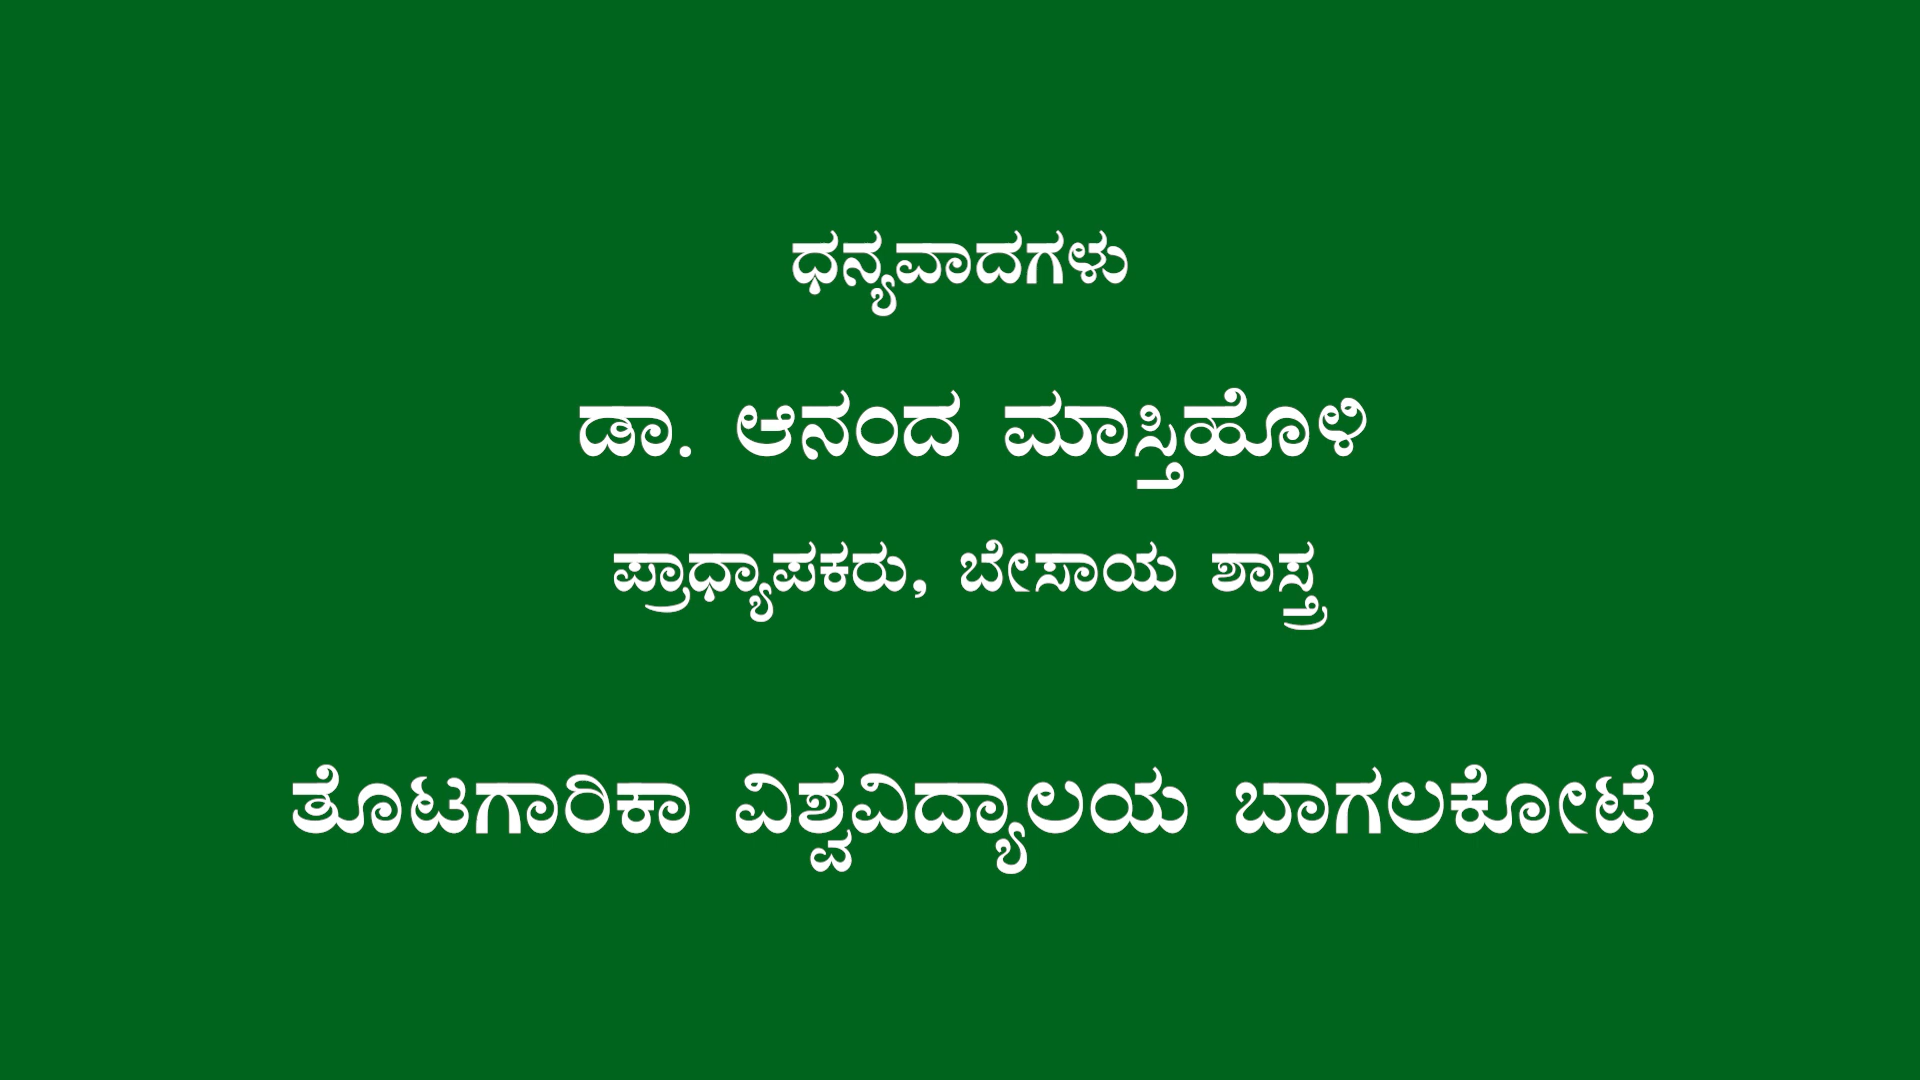 ಧನ್ಯವಾದಗಳು
ಡಾ. ಆನಂದ ಮಾಸ್ತಿಹೊಳಿ
ಪ್ರಾಧ್ಯಾಪಕರು, ಬೇಸಾಯ ಶಾಸ್ತ್ರ
ತೊಟಗಾರಿಕಾ ವಿಶ್ವವಿದ್ಯಾಲಯ ಬಾಗಲಕೋಟೆ